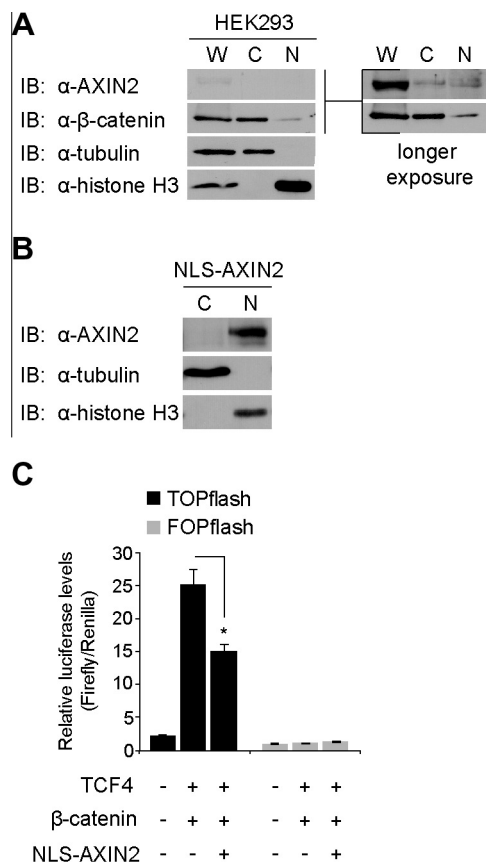 A
HEK293
W C N
W C N
IB: α-AXIN2
IB: α-β-catenin
IB: α-tubulin
IB: α-histone H3
longer
exposure
B
NLS-AXIN2
C N
IB: α-AXIN2
IB: α-tubulin
IB: α-histone H3
C
TOPflash
FOPflash
Relative luciferase levels
(Firefly/Renilla)
30
25
20
15
10
5
0
*
TCF4 - + + - + +
β-catenin - + + - + +
NLS-AXIN2 - - + - - +